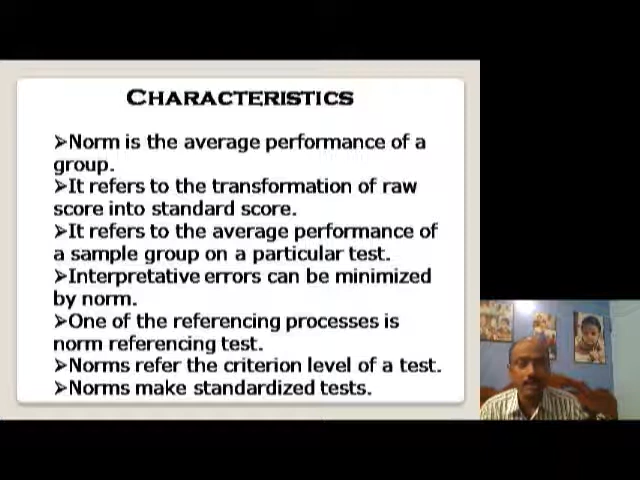 CHARACTERISTICS
➢Norm is the average performance of a
group.
➢It refers to the transformation of raw
score into standard score.
➢It refers to the average performance of
a sample group on a particular test.
➢Interpretative errors can be minimized
by norm.
➢One of the referencing processes is
norm referencing test.
➢Norms refer the criterion level of a test.
➢Norms make standardized tests.